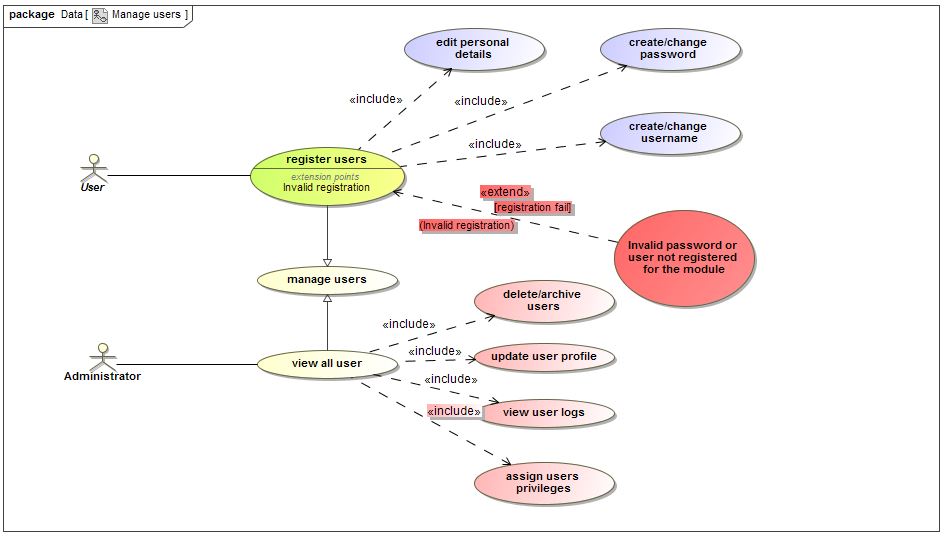 package Data [ Manage users ]
edit personal
details
create/change
password
«include»
«include»
create/change
username
«include»
register users
extension points
Invalid registration
User
«extend»
[registration fail]
(Invalid registration)
Invalid password or
user not registered
for the module
manage users
delete/archive
users
«include»
Administrator
view all user
«include»
update user profile
«include»
view user logs
«include»
assign users
privileges